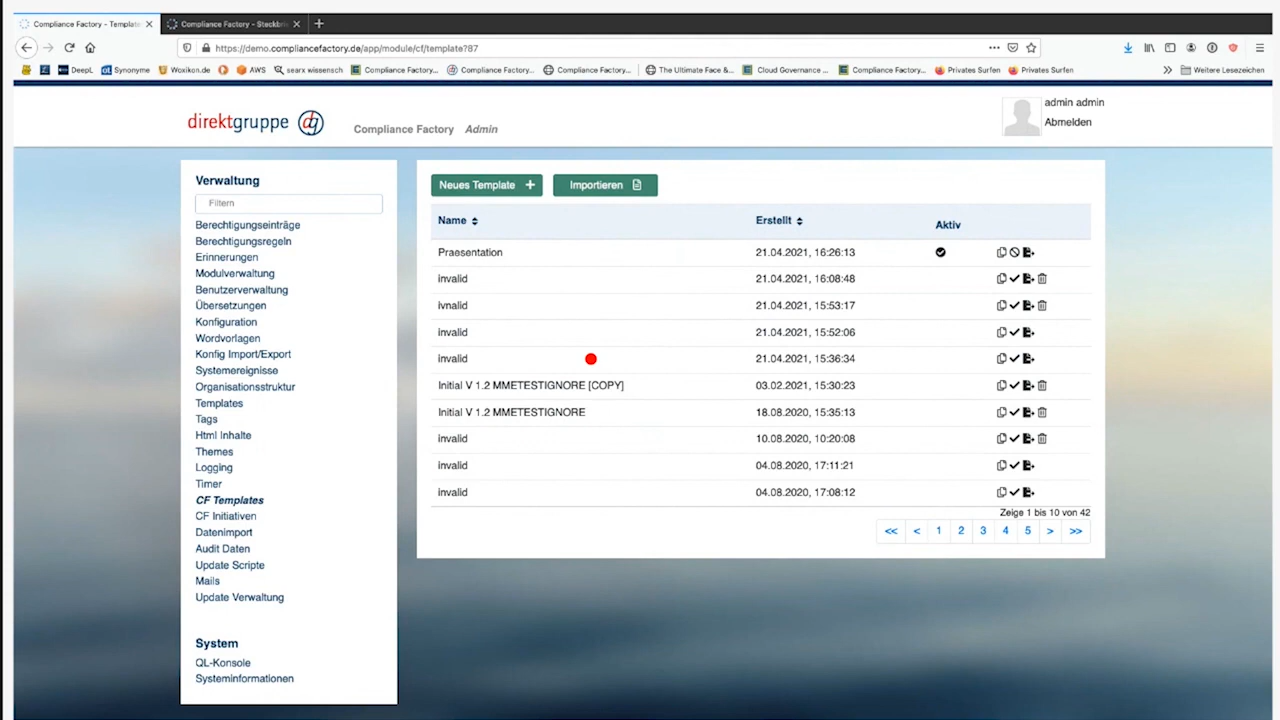 Compliance Factory - Template
Compliance Factory - Steckbri
https://demo.compliancefactory.de/app/module/cf/template?87
DeepL
Synonyme
Woxikon.de
AWS
searx wissensch
Compliance Factory...
Compliance Factory...
Compliance Factory...
The Ultimate Face &...
Cloud Governance ...
Compliance Factory...
Privates Surfen
Privates Surfen
Weitere Lesezeichen
direktgruppe dg
Compliance Factory Admin
admin admin
Abmelden
Verwaltung
Filtern
Berechtigungseinträge
Berechtigungsregeln
Erinnerungen
Modulverwaltung
Benutzerverwaltung
Übersetzungen
Konfiguration
Wordvorlagen
Konfig Import/Export
Systemereignisse
Organisationsstruktur
Templates
Tags
Html Inhalte
Themes
Logging
Timer
CF Templates
CF Initiativen
Datenimport
Audit Daten
Update Scripte
Mails
Update Verwaltung
System
QL-Konsole
Systeminformationen
Neues Template +
Importieren
Name Erstellt Aktiv
Praesentation 21.04.2021, 16:26:13
invalid 21.04.2021, 16:08:48
ivnalid 21.04.2021, 15:53:17
invalid 21.04.2021, 15:52:06
invalid 21.04.2021, 15:36:34
Initial V 1.2 MMETESTIGNORE [COPY] 03.02.2021, 15:30:23
Initial V 1.2 MMETESTIGNORE 18.08.2020, 15:35:13
invalid 10.08.2020, 10:20:08
invalid 04.08.2020, 17:11:21
invalid 04.08.2020, 17:08:12
Zeige 1 bis 10 von 42
<< < 1 2 3 4 5 > >>